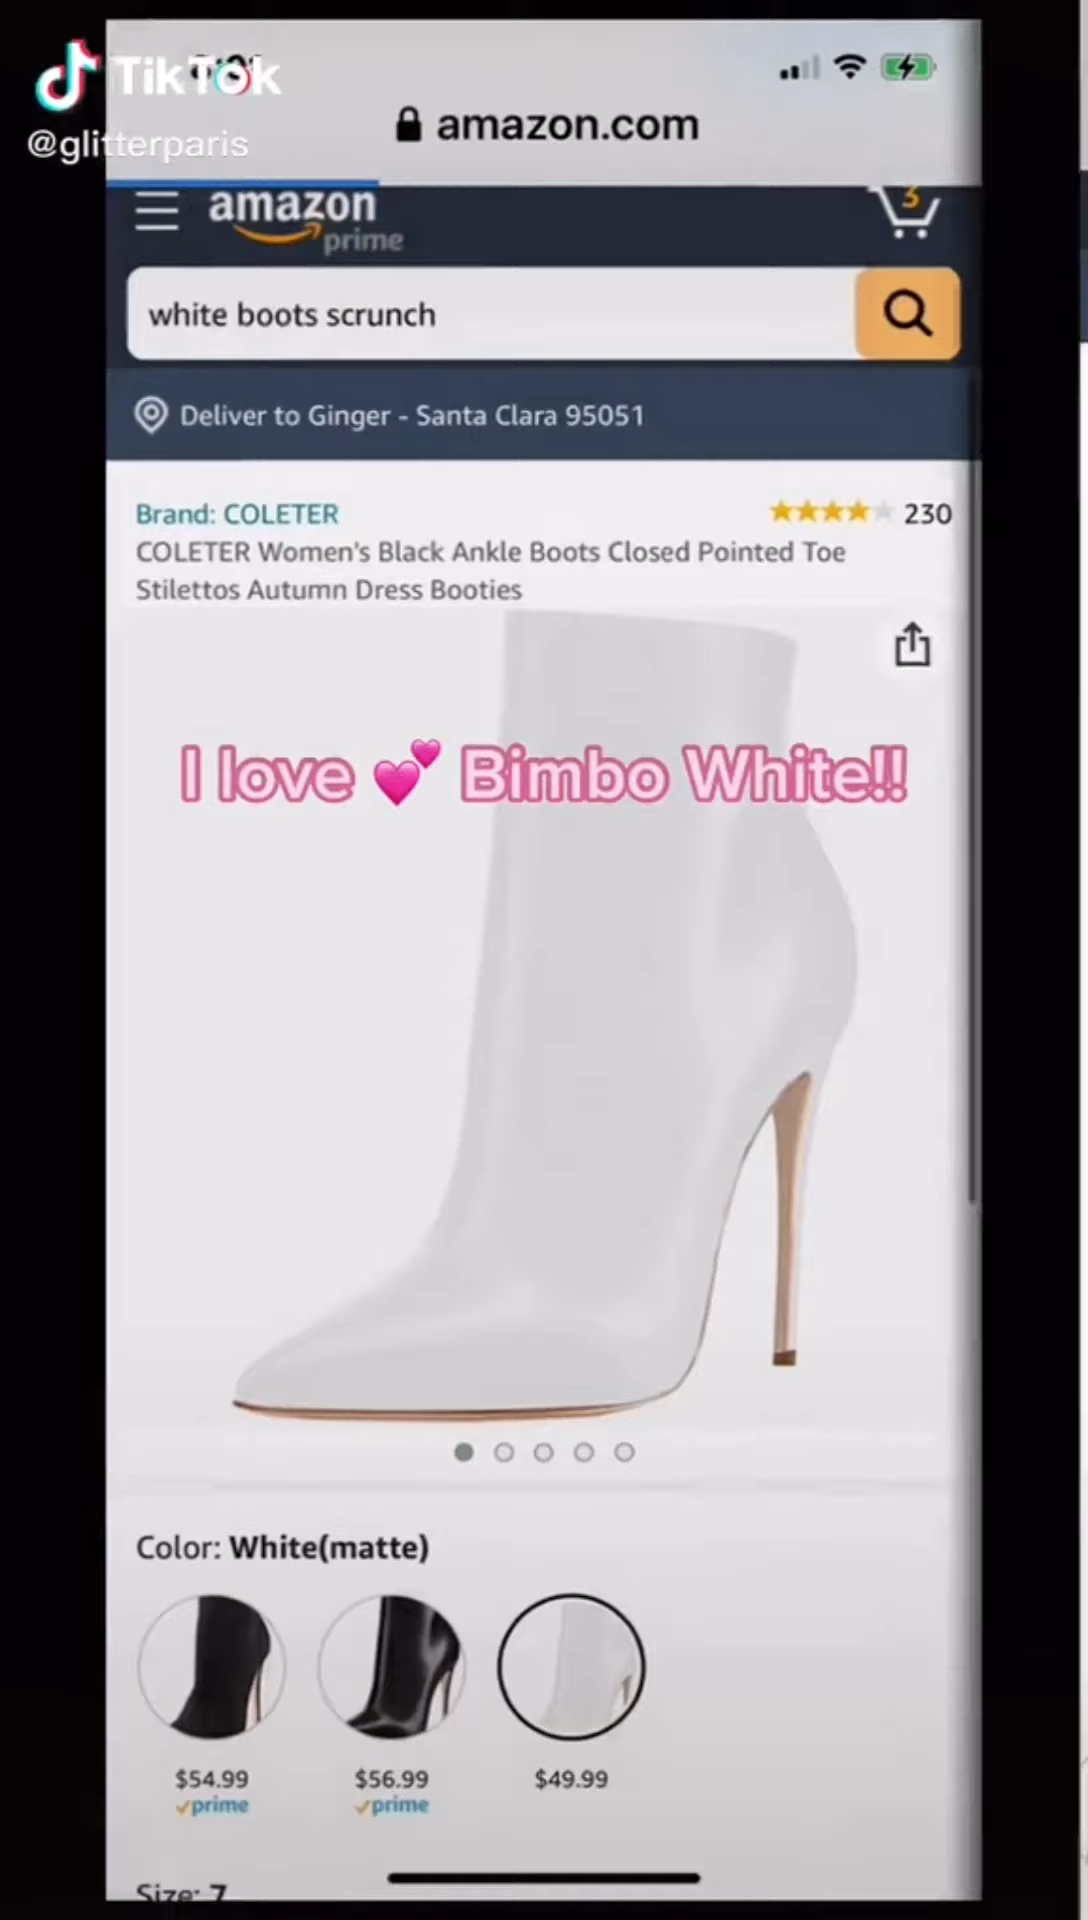 TikTok
@glitterparis
amazon.com
amazon
prime
3
white boots scrunch
Deliver to Ginger - Santa Clara 95051
Brand: COLETER
230
COLETER Women's Black Ankle Boots Closed Pointed Toe
Stilettos Autumn Dress Booties
I love 💕 Bimbo White!!
Color: White(matte)
$54.99
prime
$56.99
prime
$49.99
Size: 7